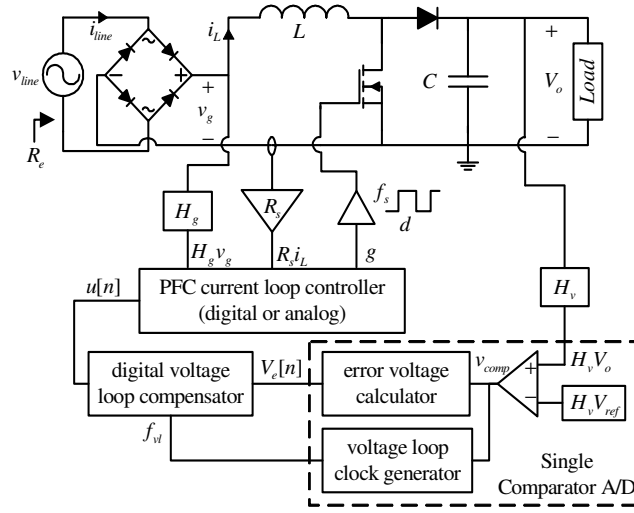 i_line
v_line
R_e
~
~
−
+
+
v_g
−
i_L
L
C
+
V_o
−
Load
H_g
R_s
f_s
d
H_g v_g
R_s i_L
g
H_v
u[n]
PFC current loop controller
(digital or analog)
digital voltage
loop compensator
V_e[n]
error voltage
calculator
v_comp
+
−
H_v V_o
H_v V_ref
f_vl
voltage loop
clock generator
Single
Comparator A/D